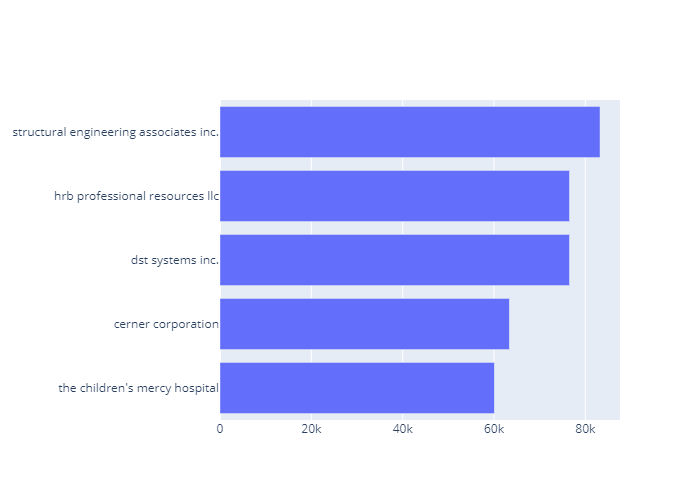 structural engineering associates inc.
hrb professional resources llc
dst systems inc.
cerner corporation
the children's mercy hospital
0 20k 40k 60k 80k